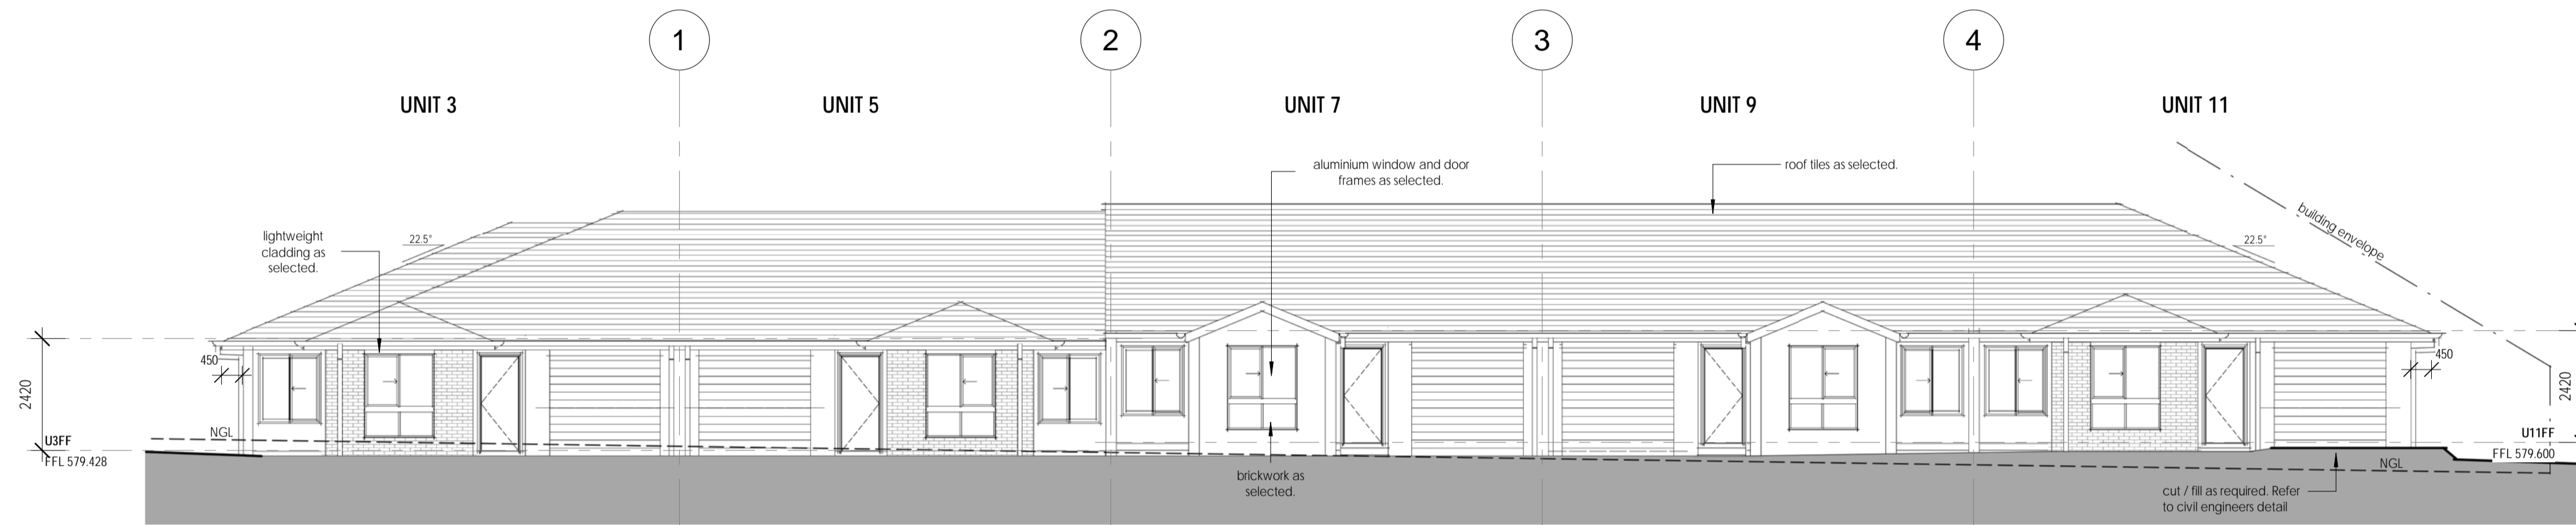 1
2
3
4
UNIT 3
UNIT 5
UNIT 7
UNIT 9
UNIT 11
aluminium window and door
frames as selected.
roof tiles as selected.
lightweight
cladding as
selected.
22.5°
22.5°
building envelope
450
450
2420
2420
NGL
U3FF
FFL 579.428
U11FF
FFL 579.600
NGL
brickwork as
selected.
cut / fill as required. Refer
to civil engineers detail